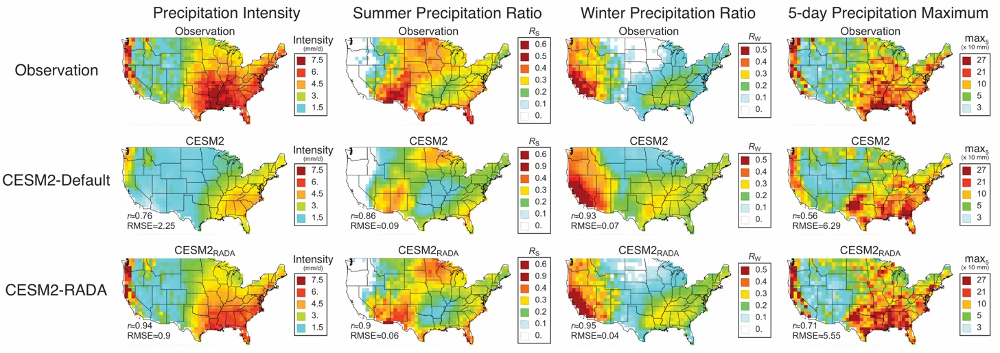 Precipitation Intensity
Summer Precipitation Ratio
Winter Precipitation Ratio
5-day Precipitation Maximum
Observation
Observation
Intensity
(mm/d)
7.5
6.
4.5
3.
1.5
Observation
RS
0.6
0.5
0.4
0.3
0.2
0.1
0.
Observation
RW
0.5
0.4
0.3
0.2
0.1
0.
Observation
max5
(x 10 mm)
27
21
10
5
3
CESM2-Default
CESM2
r≈0.76
RMSE≈2.25
Intensity
(mm/d)
7.5
6.
4.5
3.
1.5
CESM2
r≈0.86
RMSE≈0.09
RS
0.6
0.9
0.4
0.3
0.2
0.1
0.
CESM2
r≈0.93
RMSE≈0.07
RW
0.5
0.4
0.3
0.2
0.1
0.
CESM2
r≈0.56
RMSE≈6.29
max5
(x 10 mm)
27
21
10
5
3
CESM2-RADA
CESM2RADA
r≈0.94
RMSE≈0.9
Intensity
(mm/d)
7.5
6.
4.5
3.
1.5
CESM2RADA
r≈0.9
RMSE≈0.06
RS
0.6
0.9
0.4
0.3
0.2
0.1
0.
CESM2RADA
r≈0.95
RMSE≈0.04
RW
0.5
0.4
0.3
0.2
0.1
0.
CESM2RADA
r≈0.71
RMSE≈5.55
max5
(x 10 mm)
27
21
10
5
3